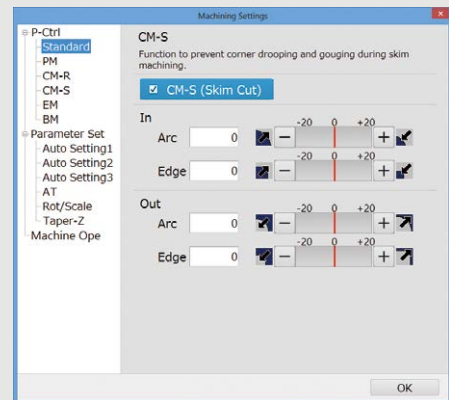 Machining Settings
P-Ctrl
Standard
PM
CM-R
CM-S
EM
BM
Parameter Set
Auto Setting1
Auto Setting2
Auto Setting3
AT
Rot/Scale
Taper-Z
Machine Ope
CM-S
Function to prevent corner drooping and gouging during skim
machining.
CM-S (Skim Cut)
In
-20 0 +20
Arc 0 − +
-20 0 +20
Edge 0 − +
Out
-20 0 +20
Arc 0 − +
-20 0 +20
Edge 0 − +
OK